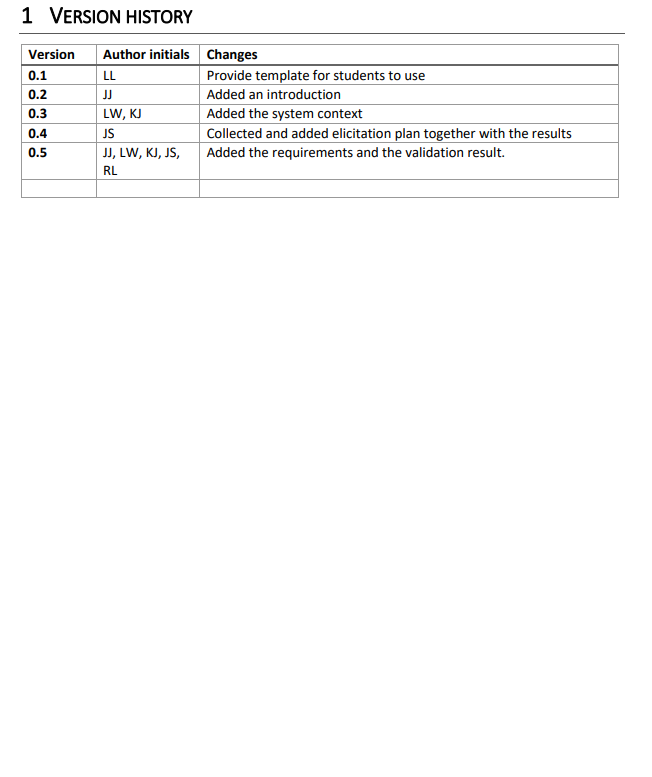 1 VERSION HISTORY
Version Author initials Changes
0.1 LL Provide template for students to use
0.2 JJ Added an introduction
0.3 LW, KJ Added the system context
0.4 JS Collected and added elicitation plan together with the results
0.5 JJ, LW, KJ, JS, Added the requirements and the validation result.
RL